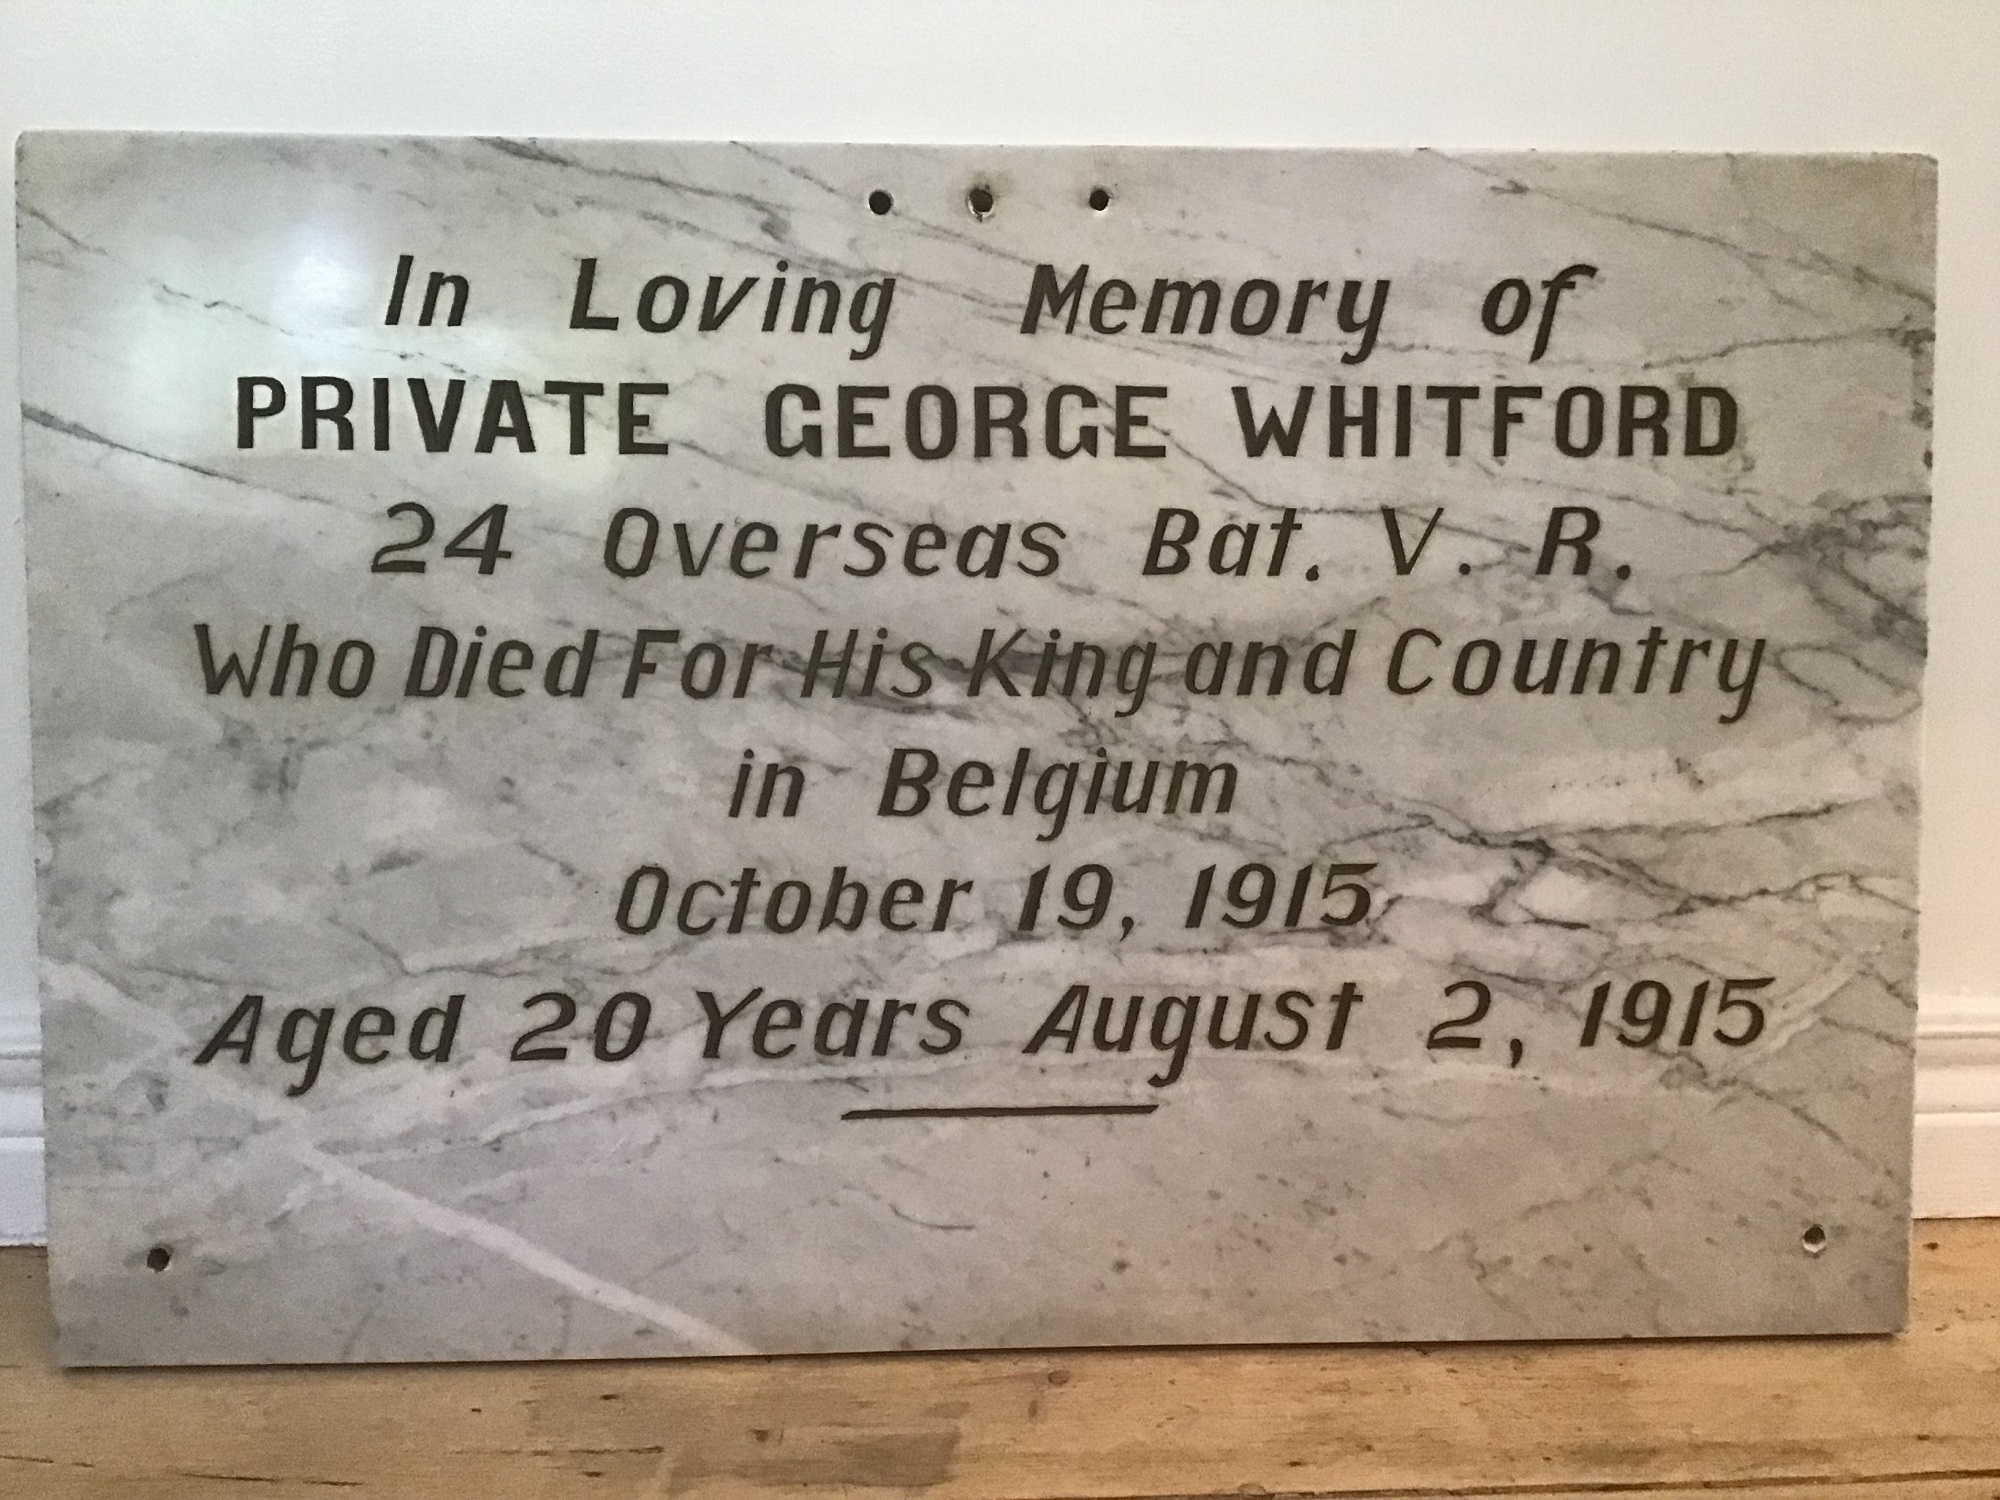 In Loving Memory of
PRIVATE GEORGE WHITFORD
24 Overseas Bat. V. R.
Who Died For His King and Country
in Belgium
October 19, 1915
Aged 20 Years August 2, 1915